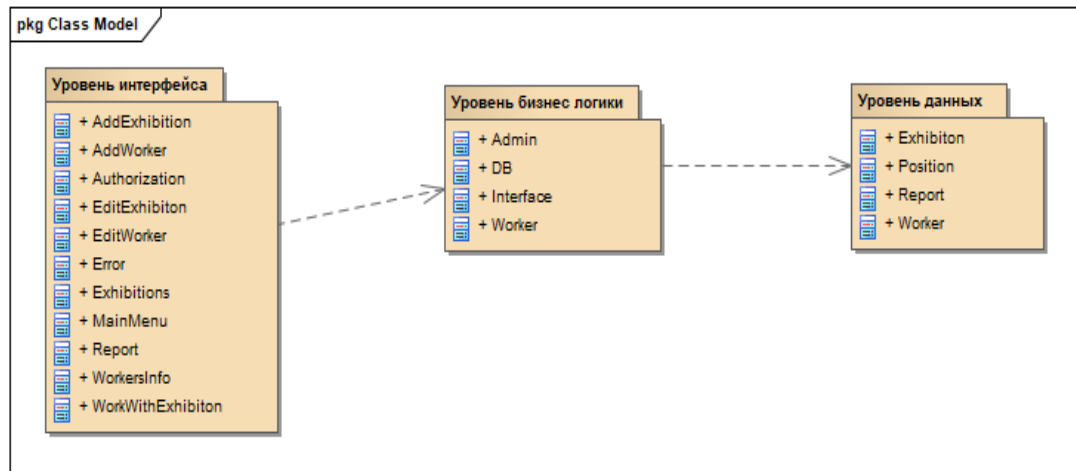 pkg Class Model
Уровень интерфейса
+ AddExhibition
+ AddWorker
+ Authorization
+ EditExhibiton
+ EditWorker
+ Error
+ Exhibitions
+ MainMenu
+ Report
+ WorkersInfo
+ WorkWithExhibiton
Уровень бизнес логики
+ Admin
+ DB
+ Interface
+ Worker
Уровень данных
+ Exhibiton
+ Position
+ Report
+ Worker